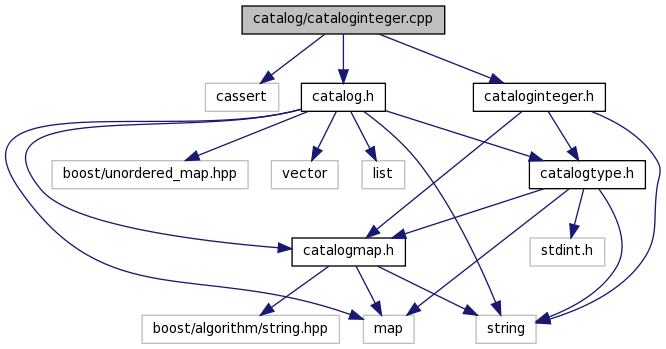 catalog/cataloginteger.cpp
cassert
catalog.h
cataloginteger.h
boost/unordered_map.hpp
vector
list
catalogtype.h
catalogmap.h
stdint.h
boost/algorithm/string.hpp
map
string